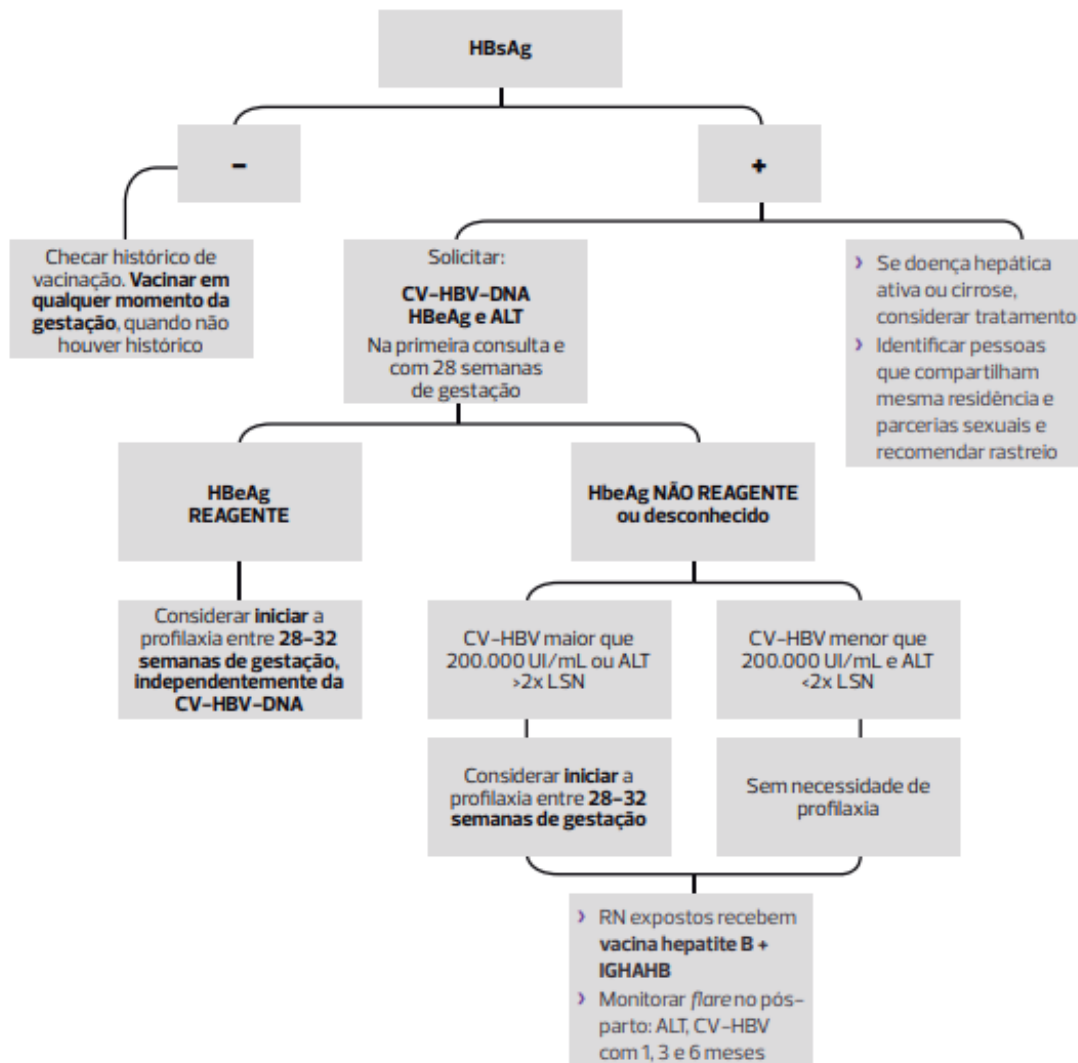 HBsAg
–
+
Checar histórico de
vacinação. Vacinar em
qualquer momento da
gestação, quando não
houver histórico
Solicitar:
CV-HBV-DNA
HBeAg e ALT
Na primeira consulta e
com 28 semanas
de gestação
› Se doença hepática
ativa ou cirrose,
considerar tratamento
› Identificar pessoas
que compartilham
mesma residência e
parcerias sexuais e
recomendar rastreio
HBeAg
REAGENTE
HbeAg NÃO REAGENTE
ou desconhecido
Considerar iniciar a
profilaxia entre 28-32
semanas de gestação,
independentemente da
CV-HBV-DNA
CV-HBV maior que
200.000 UI/mL ou ALT
>2x LSN
CV-HBV menor que
200.000 UI/mL e ALT
<2x LSN
Considerar iniciar a
profilaxia entre 28-32
semanas de gestação
Sem necessidade de
profilaxia
› RN expostos recebem
vacina hepatite B +
IGHAHB
› Monitorar flare no pós-
parto: ALT, CV-HBV
com 1, 3 e 6 meses